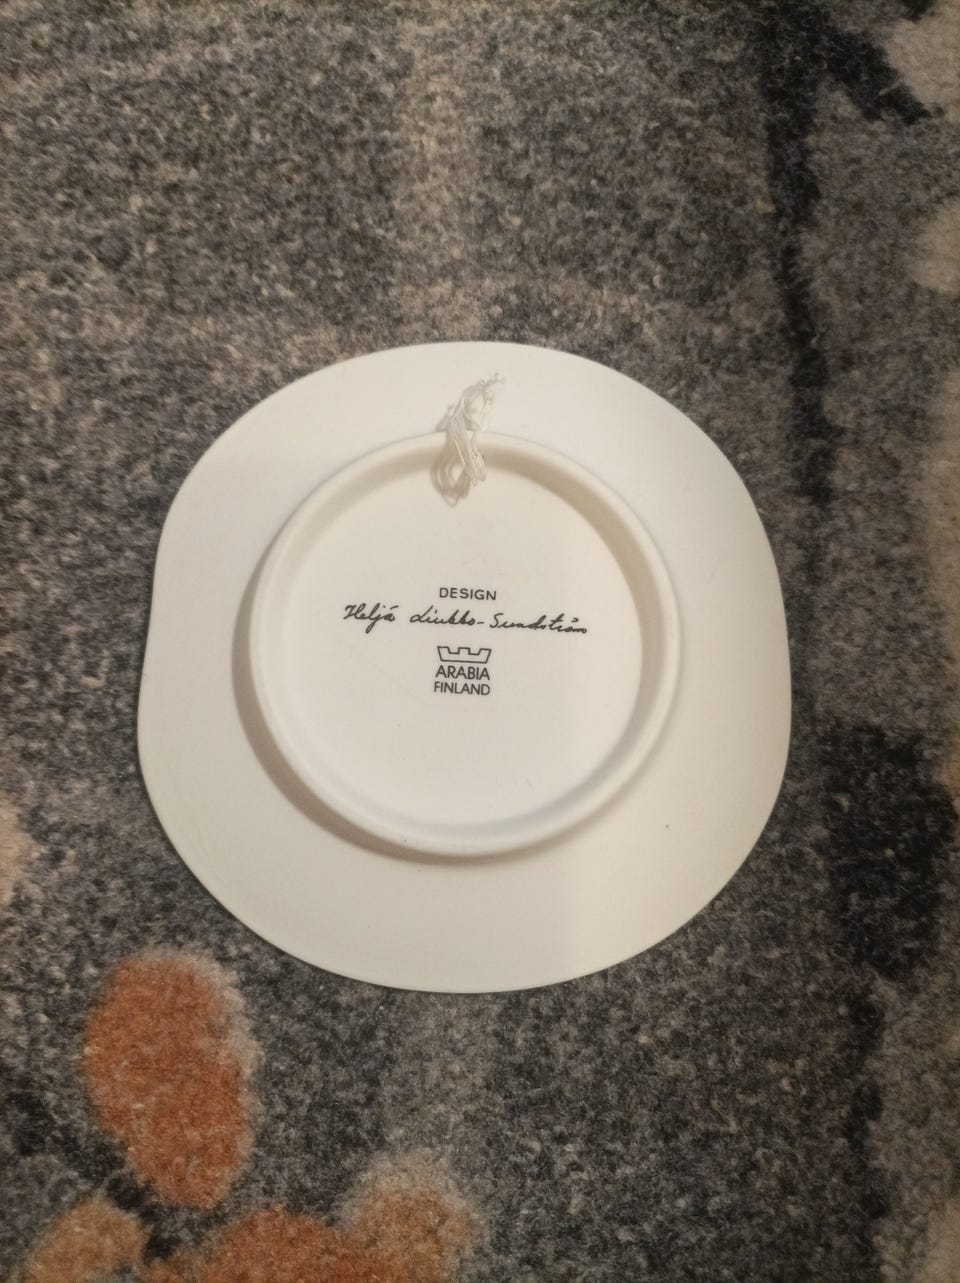 DESIGN
Heljä Liukko-Sundström
ARABIA
FINLAND